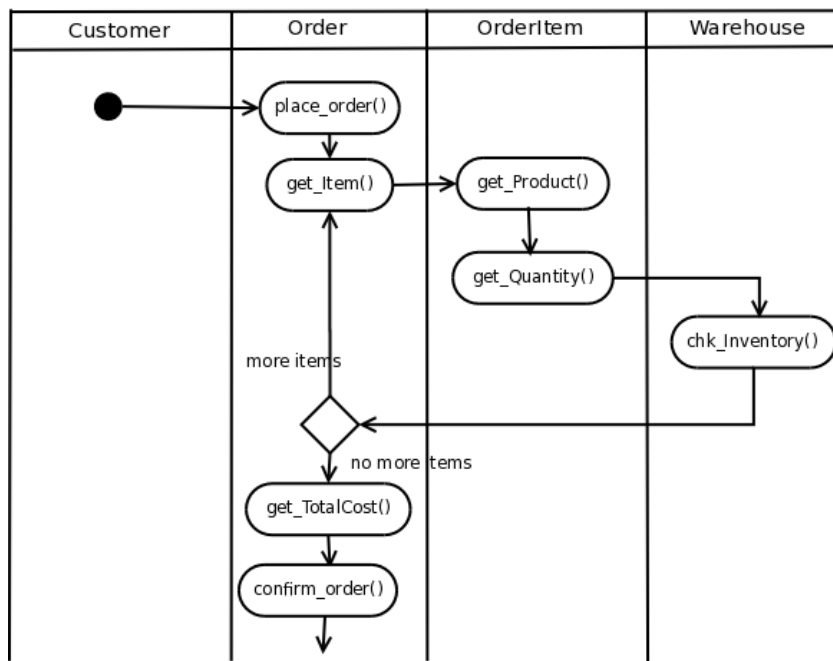 Customer
Order
OrderItem
Warehouse
place_order()
get_Item()
get_Product()
get_Quantity()
chk_Inventory()
more items
no more items
get_TotalCost()
confirm_order()